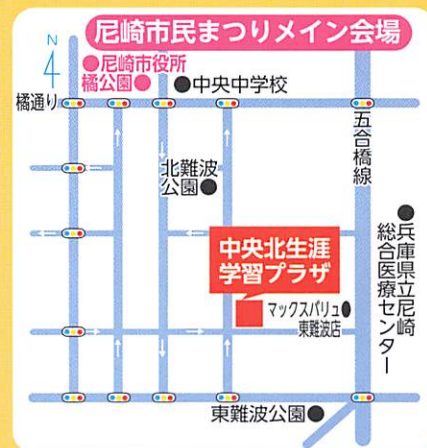 尼崎市民まつりメイン会場
N
尼崎市役所
橘公園
中央中学校
橘通り
五合橋線
北難波
公園
兵庫県立尼崎
総合医療センター
中央北生涯
学習プラザ
マックスバリュ
東難波店
東難波公園